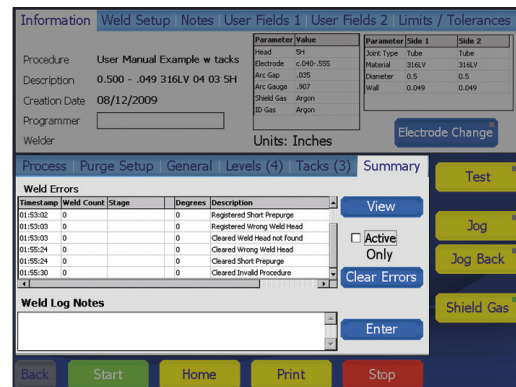 Information Weld Setup Notes User Fields 1 User Fields 2 Limits / Tolerances
Procedure User Manual Example w tacks
Description 0.500 - .049 316LV 04 03 5H
Creation Date 08/12/2009
Programmer
Welder
Parameter Value
Head 5H
Electrode c.040-.555
Arc Gap .035
Arc Gauge .907
Shield Gas Argon
ID Gas Argon
Units: Inches
Parameter Side 1 Side 2
Joint Type Tube Tube
Material 316LV 316LV
Diameter 0.5 0.5
Wall 0.049 0.049
Electrode Change
Process Purge Setup General Levels (4) Tacks (3) Summary
Weld Errors
Timestamp Weld Count Stage Degrees Description
01:53:02 0 0 Registered Short Prepurge
01:53:03 0 0 Registered Wrong Weld Head
01:53:03 0 0 Cleared Weld Head not found
01:55:24 0 0 Cleared Wrong Weld Head
01:55:24 0 0 Cleared Short Prepurge
01:55:30 0 0 Cleared Invalid Procedure
View
Active
Only
Clear Errors
Weld Log Notes
Enter
Test
Jog
Jog Back
Shield Gas
Back Start Home Print Stop